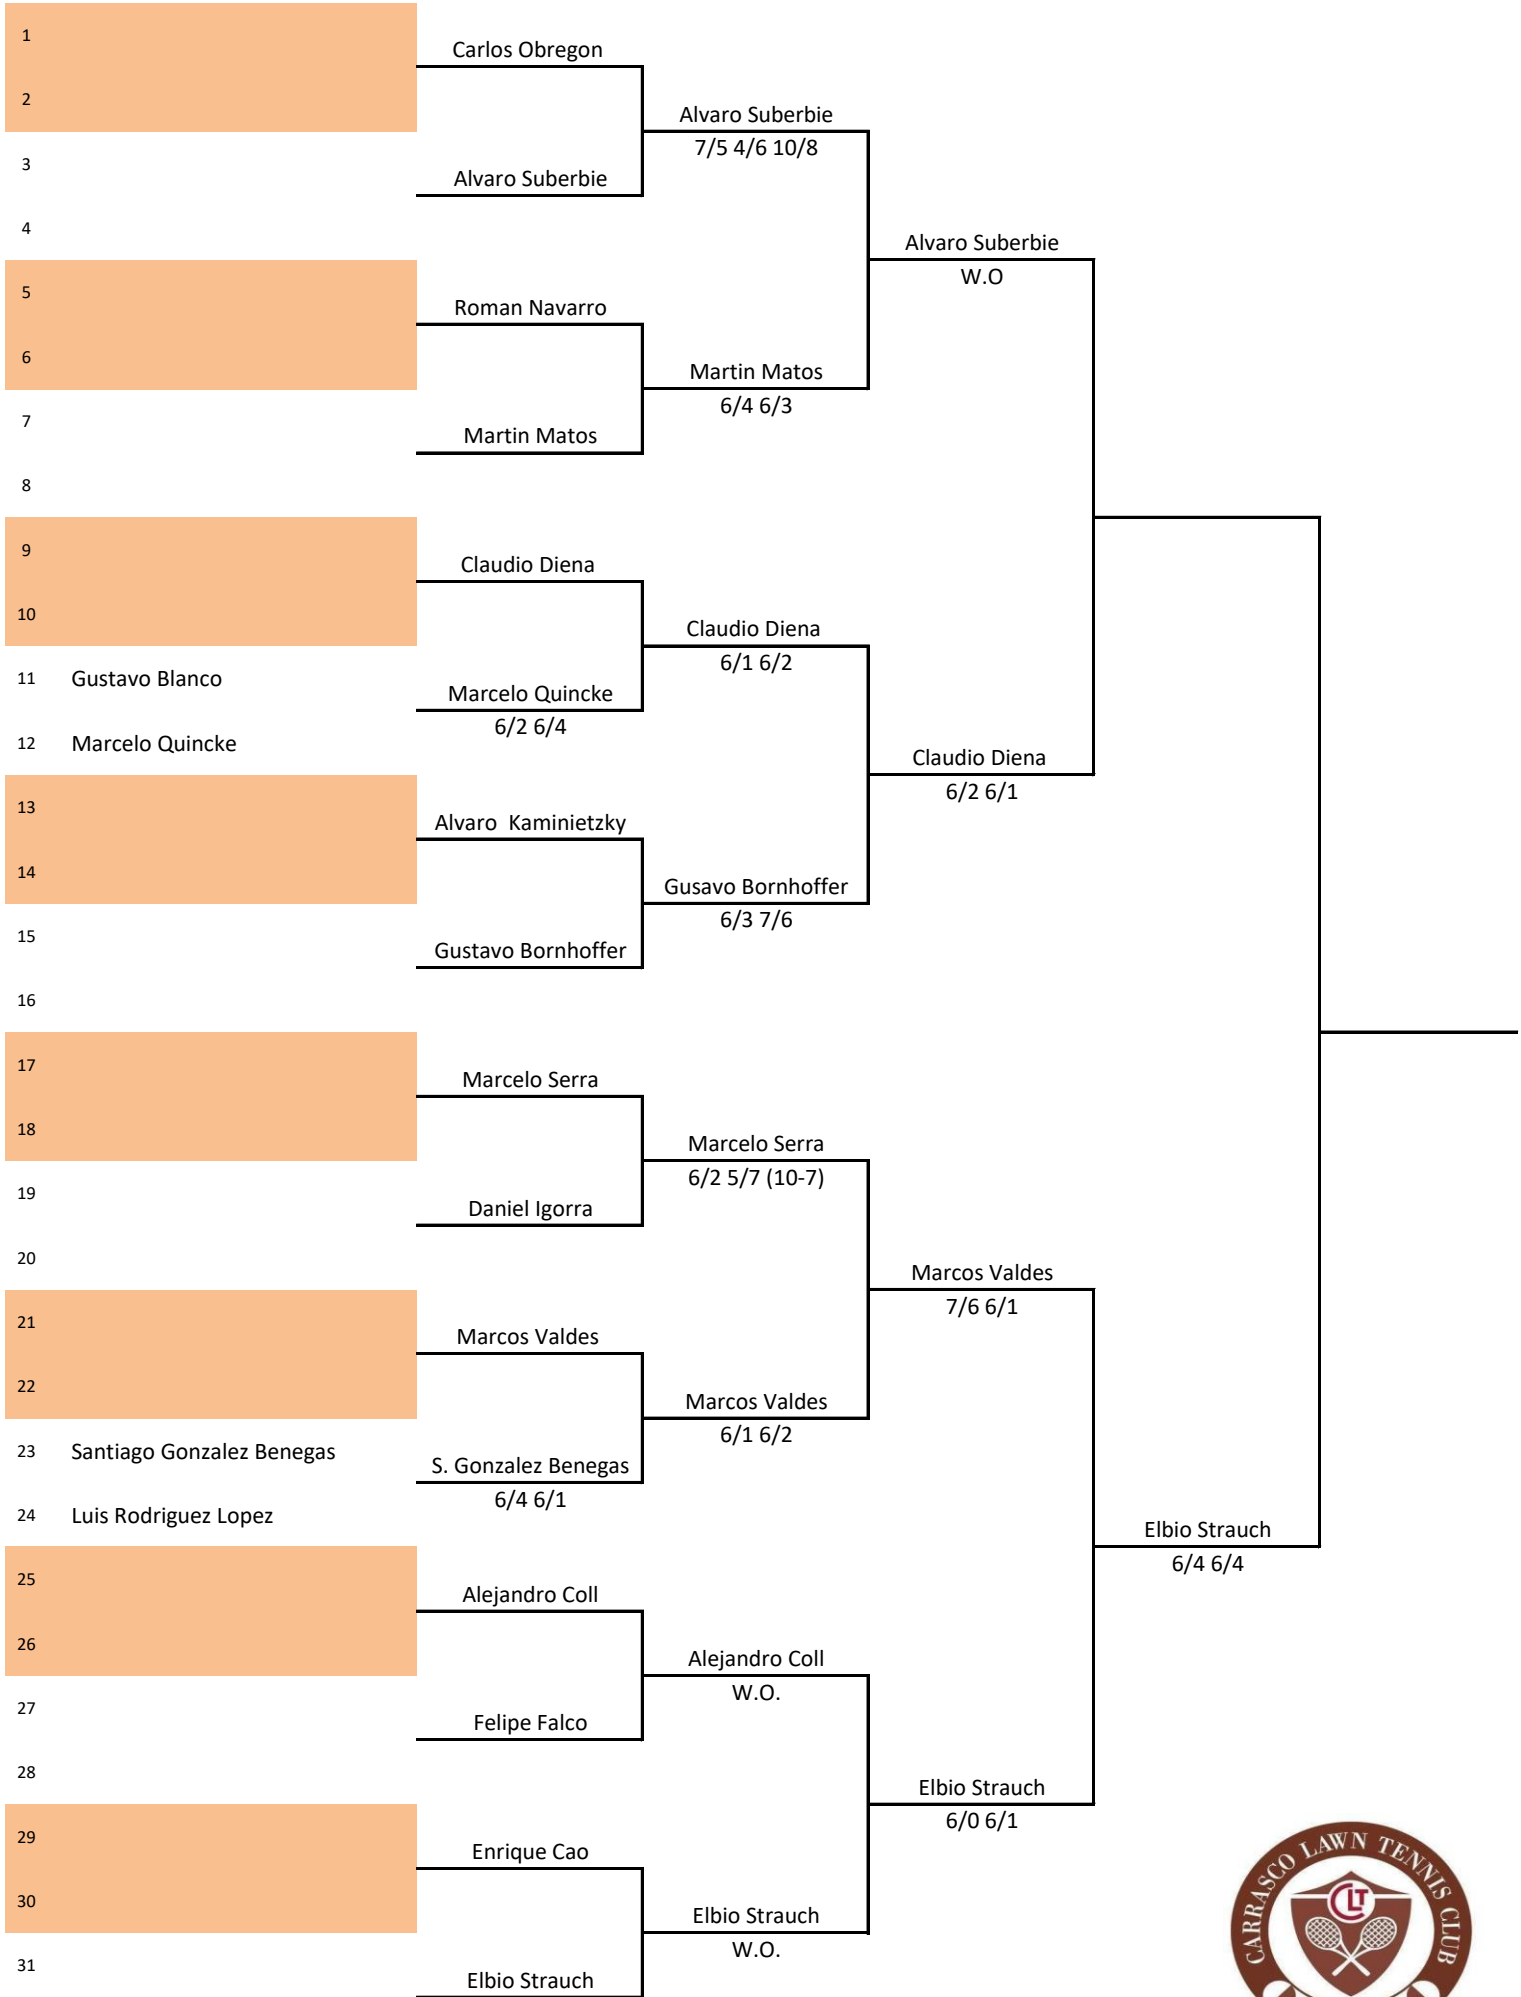 1
Carlos Obregon
2
Alvaro Suberbie
7/5 4/6 10/8
3
Alvaro Suberbie
4
Alvaro Suberbie
W.O
5
Roman Navarro
6
Martin Matos
6/4 6/3
7
Martin Matos
8
9
Claudio Diena
10
Claudio Diena
6/1 6/2
11 Gustavo Blanco
Marcelo Quincke
6/2 6/4
12 Marcelo Quincke
Claudio Diena
6/2 6/1
13
Alvaro  Kaminietzky
14
Gusavo Bornhoffer
6/3 7/6
15
Gustavo Bornhoffer
16
17
Marcelo Serra
18
Marcelo Serra
6/2 5/7 (10-7)
19
Daniel Igorra
20
Marcos Valdes
7/6 6/1
21
Marcos Valdes
22
Marcos Valdes
6/1 6/2
23 Santiago Gonzalez Benegas
S. Gonzalez Benegas
6/4 6/1
24 Luis Rodriguez Lopez
Elbio Strauch
6/4 6/4
25
Alejandro Coll
26
Alejandro Coll
W.O.
27
Felipe Falco
28
Elbio Strauch
6/0 6/1
29
Enrique Cao
30
Elbio Strauch
W.O.
31
Elbio Strauch
CARRASCO LAWN TENNIS CLUB
CLT